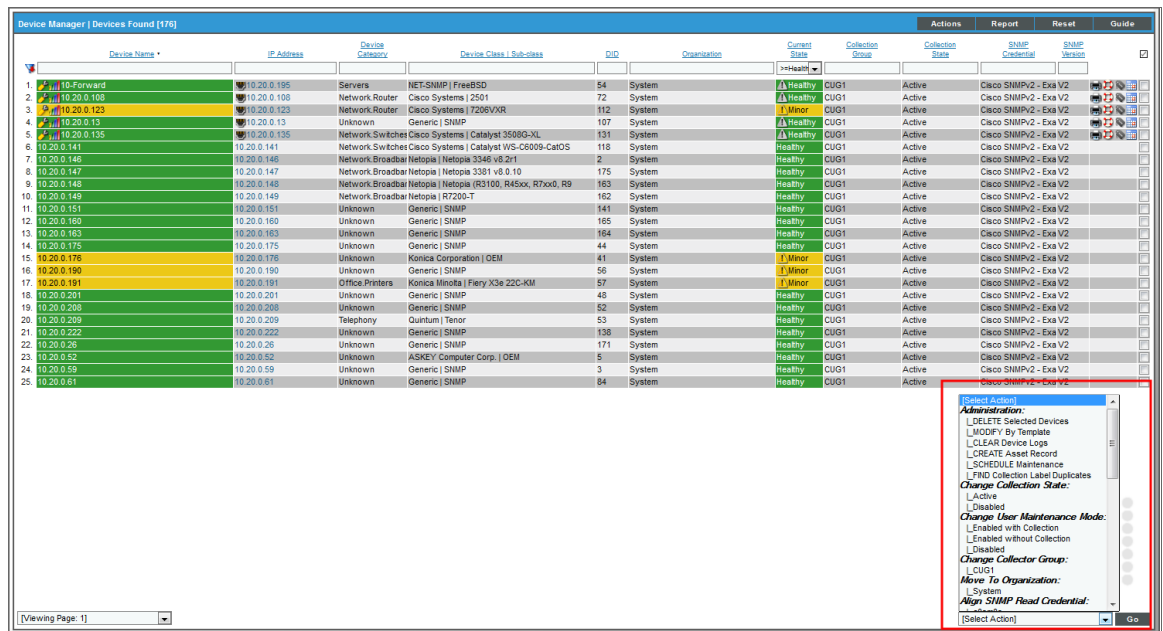 Device Manager | Devices Found [176] Actions Report Reset Guide
Device Name • IP Address Device Category Device Class | Sub-class DID Organization Current State Collection Group Collection State SNMP Credential SNMP Version
>=Health
1. 10-Forward 10.20.0.195 Servers NET-SNMP | FreeBSD 54 System Healthy CUG1 Active Cisco SNMPv2 - Exa V2
2. 10.20.0.108 10.20.0.108 Network.Router Cisco Systems | 2501 72 System Healthy CUG1 Active Cisco SNMPv2 - Exa V2
3. 10.20.0.123 10.20.0.123 Network.Router Cisco Systems | 7206VXR 112 System Minor CUG1 Active Cisco SNMPv2 - Exa V2
4. 10.20.0.13 10.20.0.13 Unknown Generic | SNMP 107 System Healthy CUG1 Active Cisco SNMPv2 - Exa V2
5. 10.20.0.135 10.20.0.135 Network.Switches Cisco Systems | Catalyst 3508G-XL 131 System Healthy CUG1 Active Cisco SNMPv2 - Exa V2
6. 10.20.0.141 10.20.0.141 Network.Switches Cisco Systems | Catalyst WS-C6009-CatOS 118 System Healthy CUG1 Active Cisco SNMPv2 - Exa V2
7. 10.20.0.146 10.20.0.146 Network.Broadbar Netopia | Netopia 3346 v8.2r1 2 System Healthy CUG1 Active Cisco SNMPv2 - Exa V2
8. 10.20.0.147 10.20.0.147 Network.Broadbar Netopia | Netopia 3381 v8.0.10 175 System Healthy CUG1 Active Cisco SNMPv2 - Exa V2
9. 10.20.0.148 10.20.0.148 Network.Broadbar Netopia | Netopia (R3100, R45xx, R7xx0, R9 163 System Healthy CUG1 Active Cisco SNMPv2 - Exa V2
10. 10.20.0.149 10.20.0.149 Network.Broadbar Netopia | R7200-T 162 System Healthy CUG1 Active Cisco SNMPv2 - Exa V2
11. 10.20.0.151 10.20.0.151 Unknown Generic | SNMP 141 System Healthy CUG1 Active Cisco SNMPv2 - Exa V2
12. 10.20.0.160 10.20.0.160 Unknown Generic | SNMP 165 System Healthy CUG1 Active Cisco SNMPv2 - Exa V2
13. 10.20.0.163 10.20.0.163 Unknown Generic | SNMP 164 System Healthy CUG1 Active Cisco SNMPv2 - Exa V2
14. 10.20.0.175 10.20.0.175 Unknown Generic | SNMP 44 System Healthy CUG1 Active Cisco SNMPv2 - Exa V2
15. 10.20.0.176 10.20.0.176 Unknown Konica Corporation | OEM 41 System Minor CUG1 Active Cisco SNMPv2 - Exa V2
16. 10.20.0.190 10.20.0.190 Unknown Generic | SNMP 56 System Minor CUG1 Active Cisco SNMPv2 - Exa V2
17. 10.20.0.191 10.20.0.191 Office.Printers Konica Minolta | Fiery X3e 22C-KM 57 System Minor CUG1 Active Cisco SNMPv2 - Exa V2
18. 10.20.0.201 10.20.0.201 Unknown Generic | SNMP 48 System Healthy CUG1 Active Cisco SNMPv2 - Exa V2
19. 10.20.0.208 10.20.0.208 Unknown Generic | SNMP 52 System Healthy CUG1 Active Cisco SNMPv2 - Exa V2
20. 10.20.0.209 10.20.0.209 Telephony Quintum | Tenor 53 System Healthy CUG1 Active Cisco SNMPv2 - Exa V2
21. 10.20.0.222 10.20.0.222 Unknown Generic | SNMP 138 System Healthy CUG1 Active Cisco SNMPv2 - Exa V2
22. 10.20.0.26 10.20.0.26 Unknown Generic | SNMP 171 System Healthy CUG1 Active Cisco SNMPv2 - Exa V2
23. 10.20.0.52 10.20.0.52 Unknown ASKEY Computer Corp. | OEM 5 System Healthy CUG1 Active Cisco SNMPv2 - Exa V2
24. 10.20.0.59 10.20.0.59 Unknown Generic | SNMP 3 System Healthy CUG1 Active Cisco SNMPv2 - Exa V2
25. 10.20.0.61 10.20.0.61 Unknown Generic | SNMP 84 System Healthy CUG1 Active Cisco SNMPv2 - Exa V2
[Select Action]
Administration:
|_DELETE Selected Devices
|_MODIFY By Template
|_CLEAR Device Logs
|_CREATE Asset Record
|_SCHEDULE Maintenance
|_FIND Collection Label Duplicates
Change Collection State:
|_Active
|_Disabled
Change User Maintenance Mode:
|_Enabled with Collection
|_Enabled without Collection
|_Disabled
Change Collector Group:
|_CUG1
Move To Organization:
|_System
Align SNMP Read Credential:
[Viewing Page: 1] [Select Action] Go